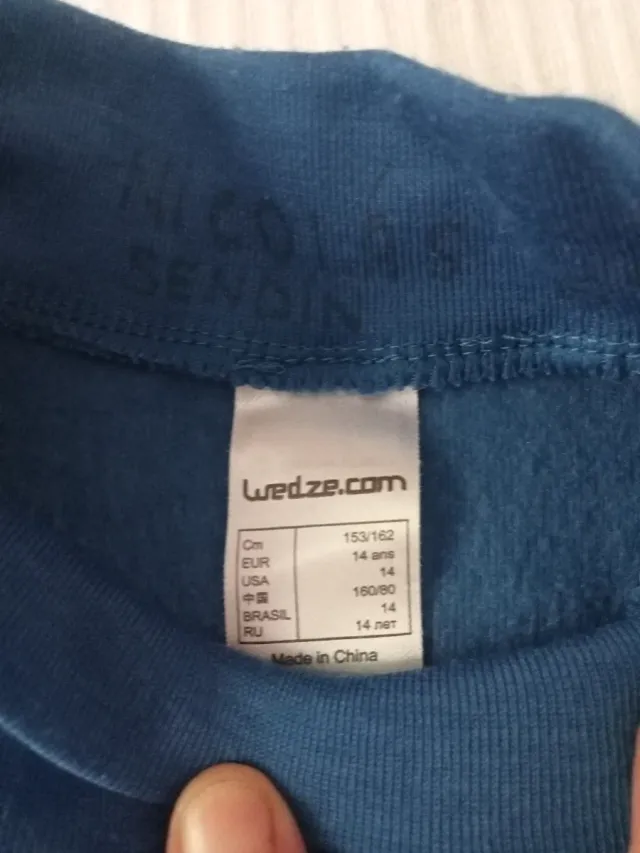 NICOLAS
wedze.com
Cm 153/162
EUR 14 ans
USA 14
中国 160/80
BRASIL 14
RU 14 лет
Made in China